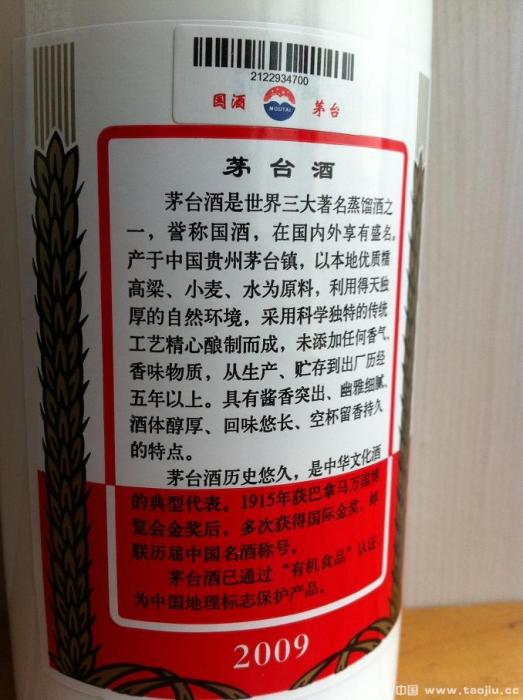 2122934700
国酒 MOUTAI 茅台
茅台酒
茅台酒是世界三大著名蒸馏酒之
一，誉称国酒，在国内外享有盛名。
产于中国贵州茅台镇，以本地优质糯
高粱、小麦、水为原料，利用得天独
厚的自然环境，采用科学独特的传统
工艺精心酿制而成，未添加任何香气、
香味物质，从生产、贮存到出厂历经
五年以上。具有酱香突出、幽雅细腻、
酒体醇厚、回味悠长、空杯留香持久
的特点。
茅台酒历史悠久，是中华文化酒
的典型代表。1915年获巴拿马万国博
览会金奖后，多次获得国际金奖，蝉
联历届中国名酒称号。
茅台酒已通过“有机食品”认证，
为中国地理标志保护产品。
2009
中国 www.taojiu.cc